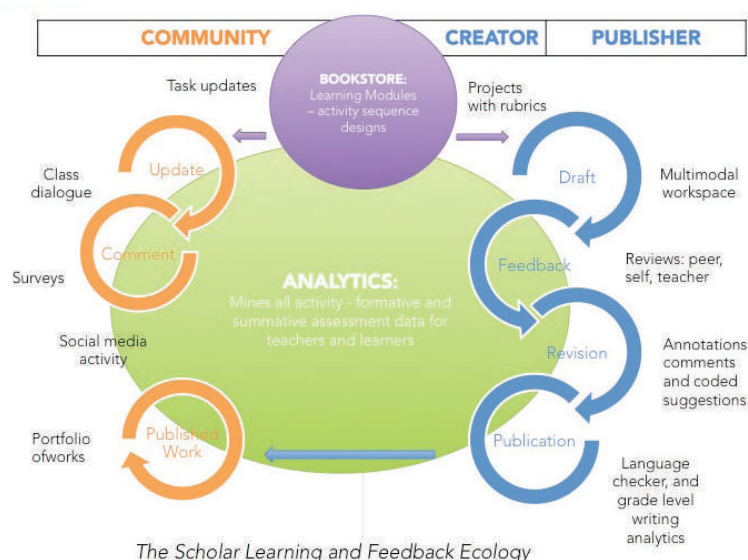 COMMUNITY
CREATOR
PUBLISHER
BOOKSTORE:
Learning Modules
– activity sequence
designs
Task updates
Projects
with rubrics
Update
Class
dialogue
Comment
Surveys
Social media
activity
Published
Work
Portfolio
ofworks
ANALYTICS:
Mines all activity - formative and
summative assessment data for
teachers and learners
Draft
Multimodal
workspace
Feedback
Reviews: peer,
self, teacher
Revision
Annotations
comments
and coded
suggestions
Publication
Language
checker, and
grade level
writing
analytics
The Scholar Learning and Feedback Ecology